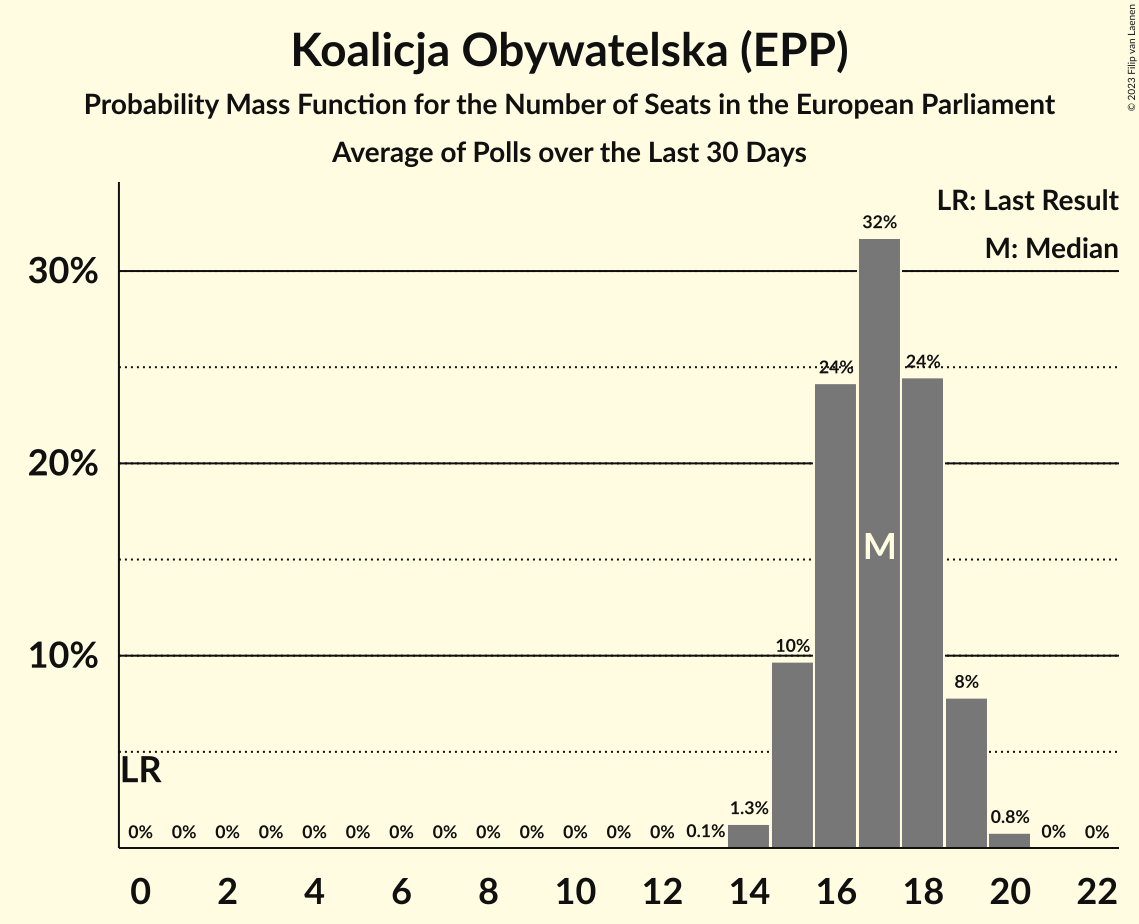 Koalicja Obywatelska (EPP)
Probability Mass Function for the Number of Seats in the European Parliament
Average of Polls over the Last 30 Days
© 2023 Filip van Laenen
LR: Last Result
M: Median
30%
20%
10%
32%
24%
24%
M
10%
8%
LR
0% 0% 0% 0% 0% 0% 0% 0% 0% 0% 0% 0% 0% 0.1% 1.3% 0.8% 0% 0%
0 2 4 6 8 10 12 14 16 18 20 22